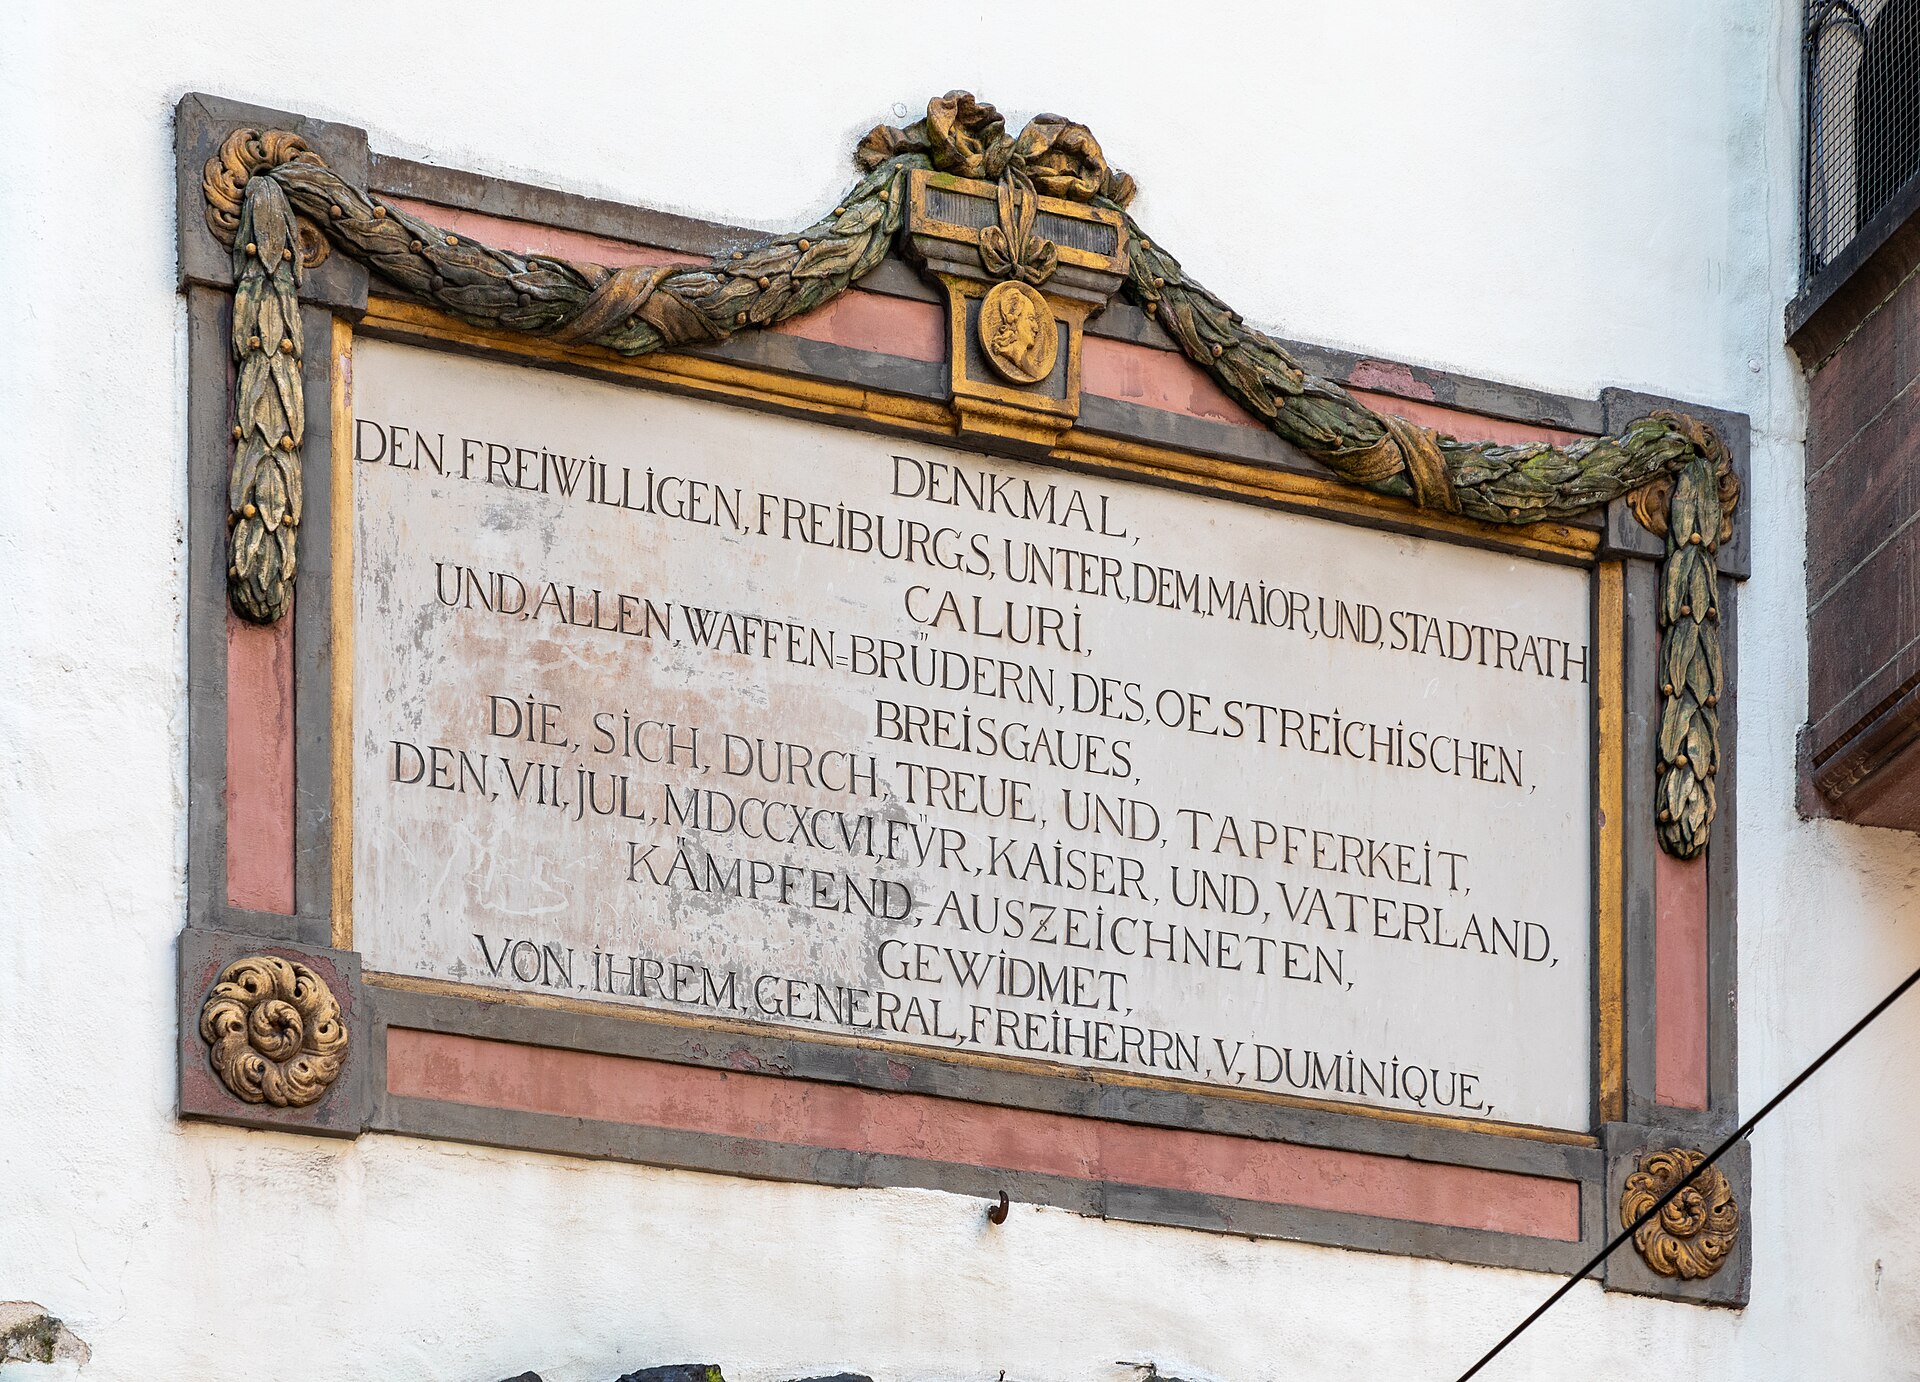 DENKMAL,
DEN, FREIWILLIGEN, FREIBURGS, UNTER, DEM, MAIOR, UND, STADTRATH
CALURI,
UND, ALLEN, WAFFEN=BRÜDERN, DES, OESTREICHISCHEN,
BREISGAUES,
DIE, SICH, DURCH, TREUE, UND, TAPFERKEIT,
DEN, VII, JUL, MDCCXCVI, FŸR, KAISER, UND, VATERLAND,
KÄMPFEND, AUSZEICHNETEN,
GEWIDMET,
VON, IHREM, GENERAL, FREIHERRN, V, DUMINIQUE,